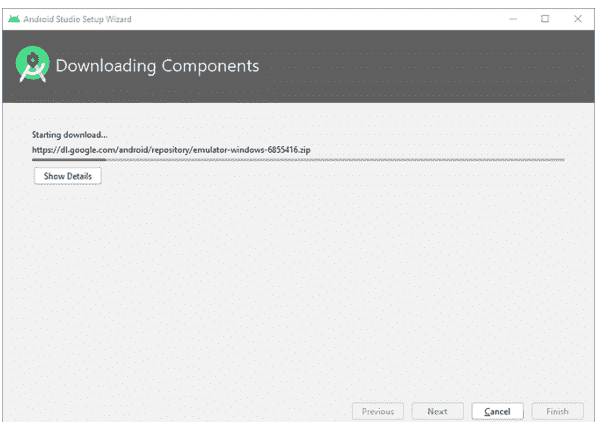 Android Studio Setup Wizard
Downloading Components
Starting download...
https://dl.google.com/android/repository/emulator-windows-6855416.zip
Show Details
Previous Next Cancel Finish